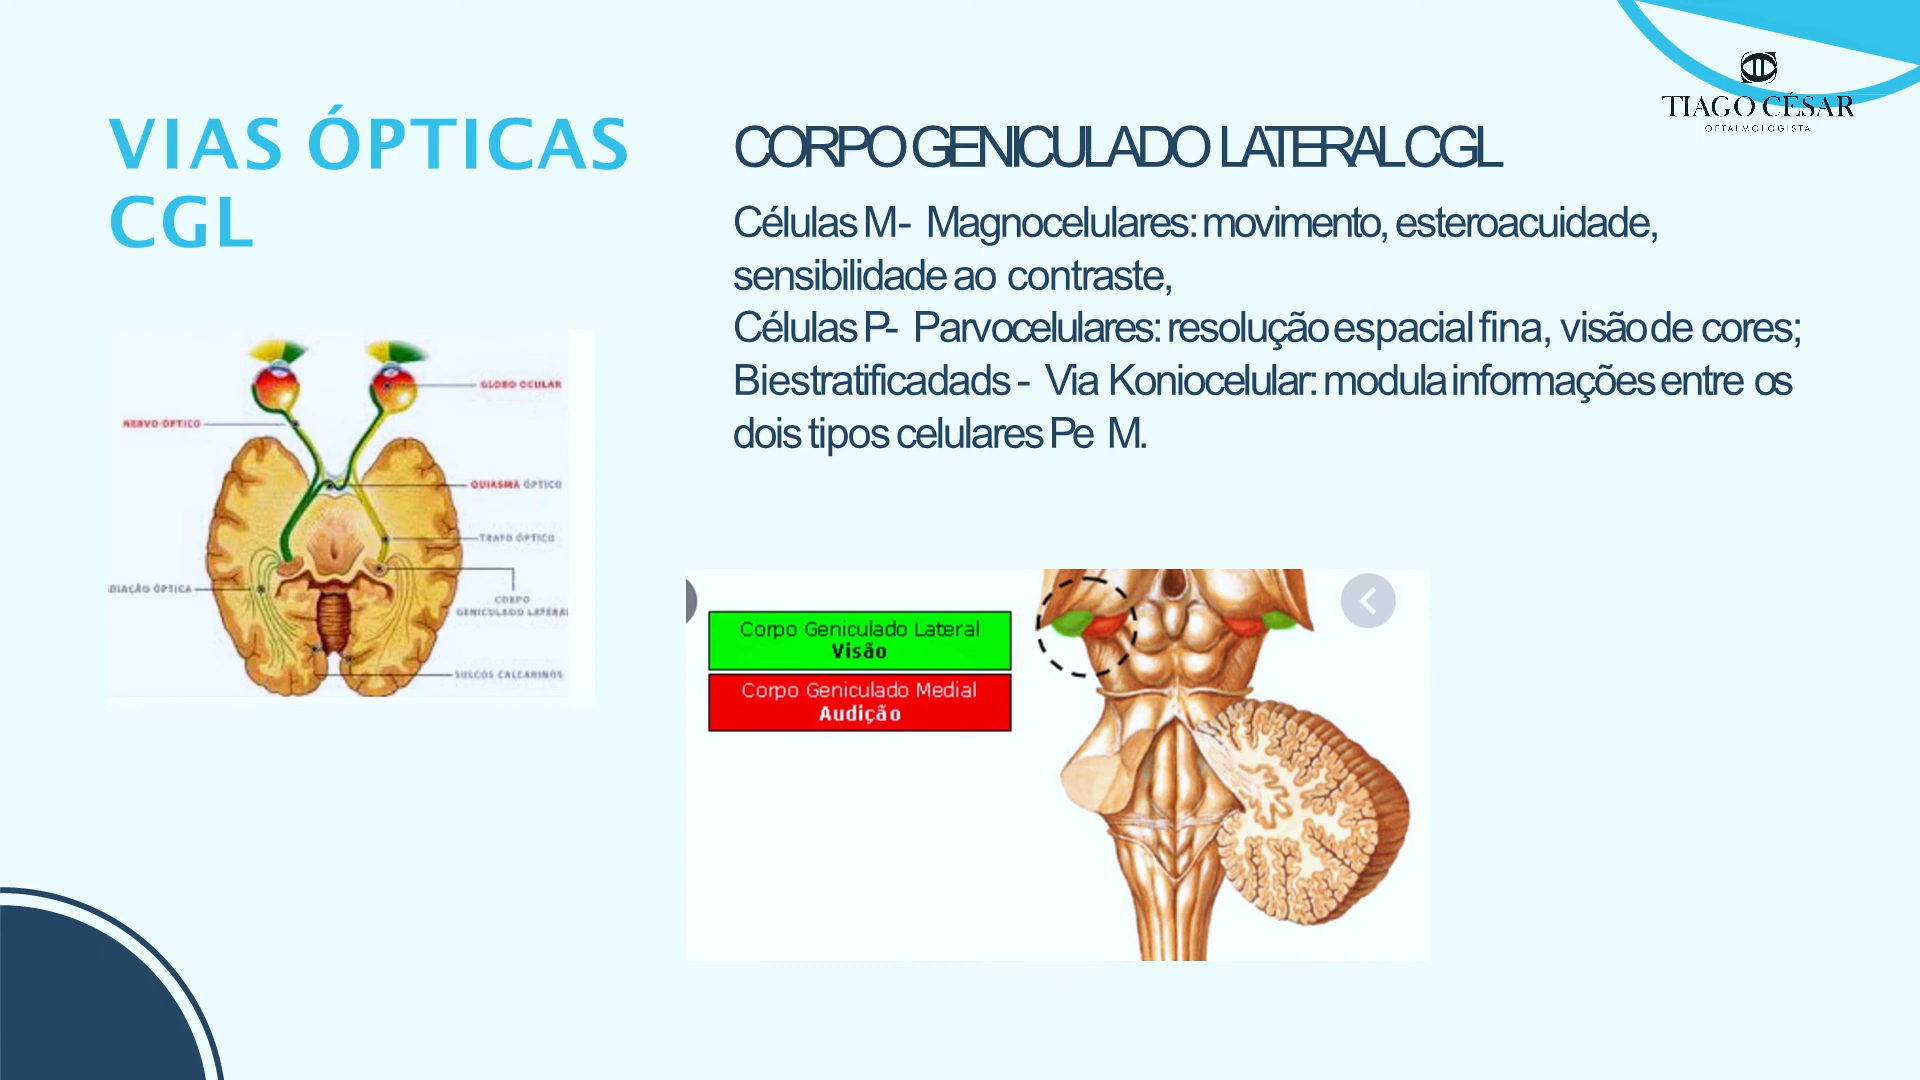 TIAGO CÉSAR
OFTALMOLOGISTA
VIAS ÓPTICAS
CGL
CORPO GENICULADO LATERAL CGL
Células M- Magnocelulares: movimento, esteroacuidade,
sensibilidade ao contraste,
Células P- Parvocelulares: resolução espacial fina, visão de cores;
Biestratificadads - Via Koniocelular: modula informações entre os
dois tipos celulares P e M.
GLOBO OCULAR
NERVO ÓPTICO
QUIASMA ÓPTICO
TRATO ÓPTICO
DIAÇÃO ÓPTICA
CORPO
GENICULADO LATERAL
SULCOS CALCARINOS
Corpo Geniculado Lateral
Visão
Corpo Geniculado Medial
Audição